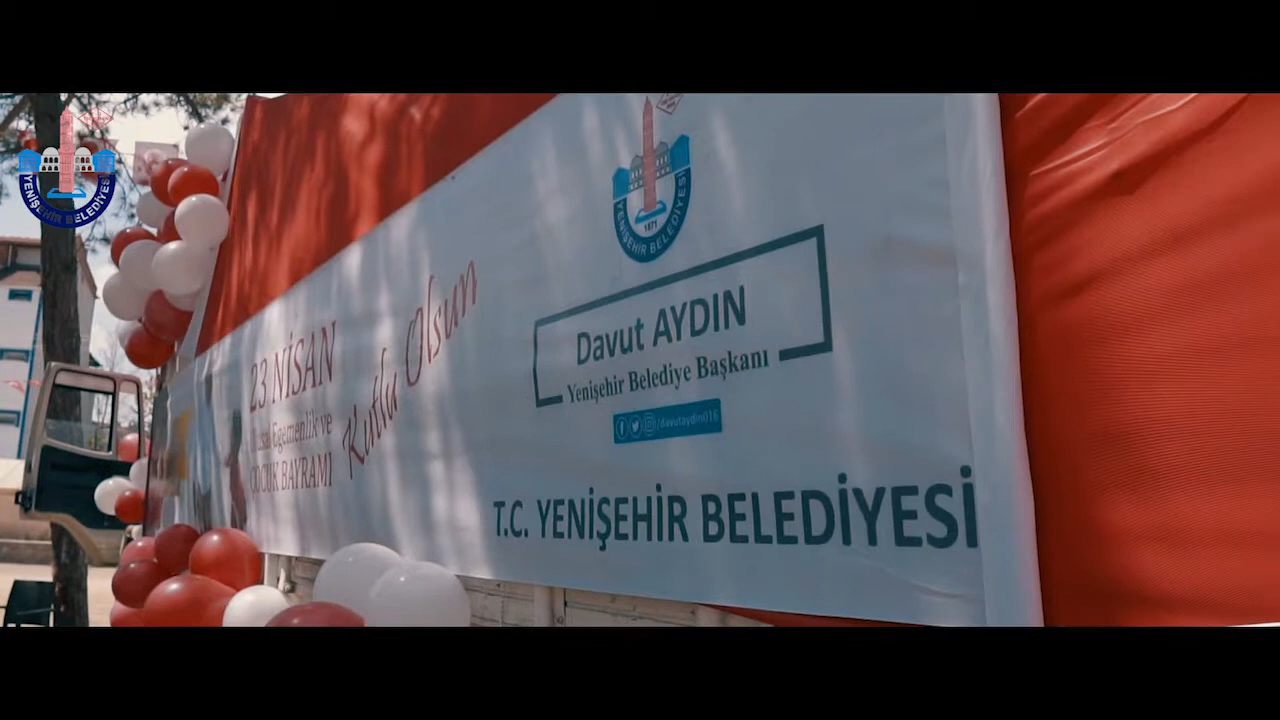 YENİŞEHİR BELEDİYESİ
23 NİSAN
Egemenlik ve
ÇOCUK BAYRAMI
Kutlu Olsun
1871
YENİŞEHİR BELEDİYESİ
Davut AYDIN
Yenişehir Belediye Başkanı
/davutaydin016
T.C. YENİŞEHİR BELEDİYESİ